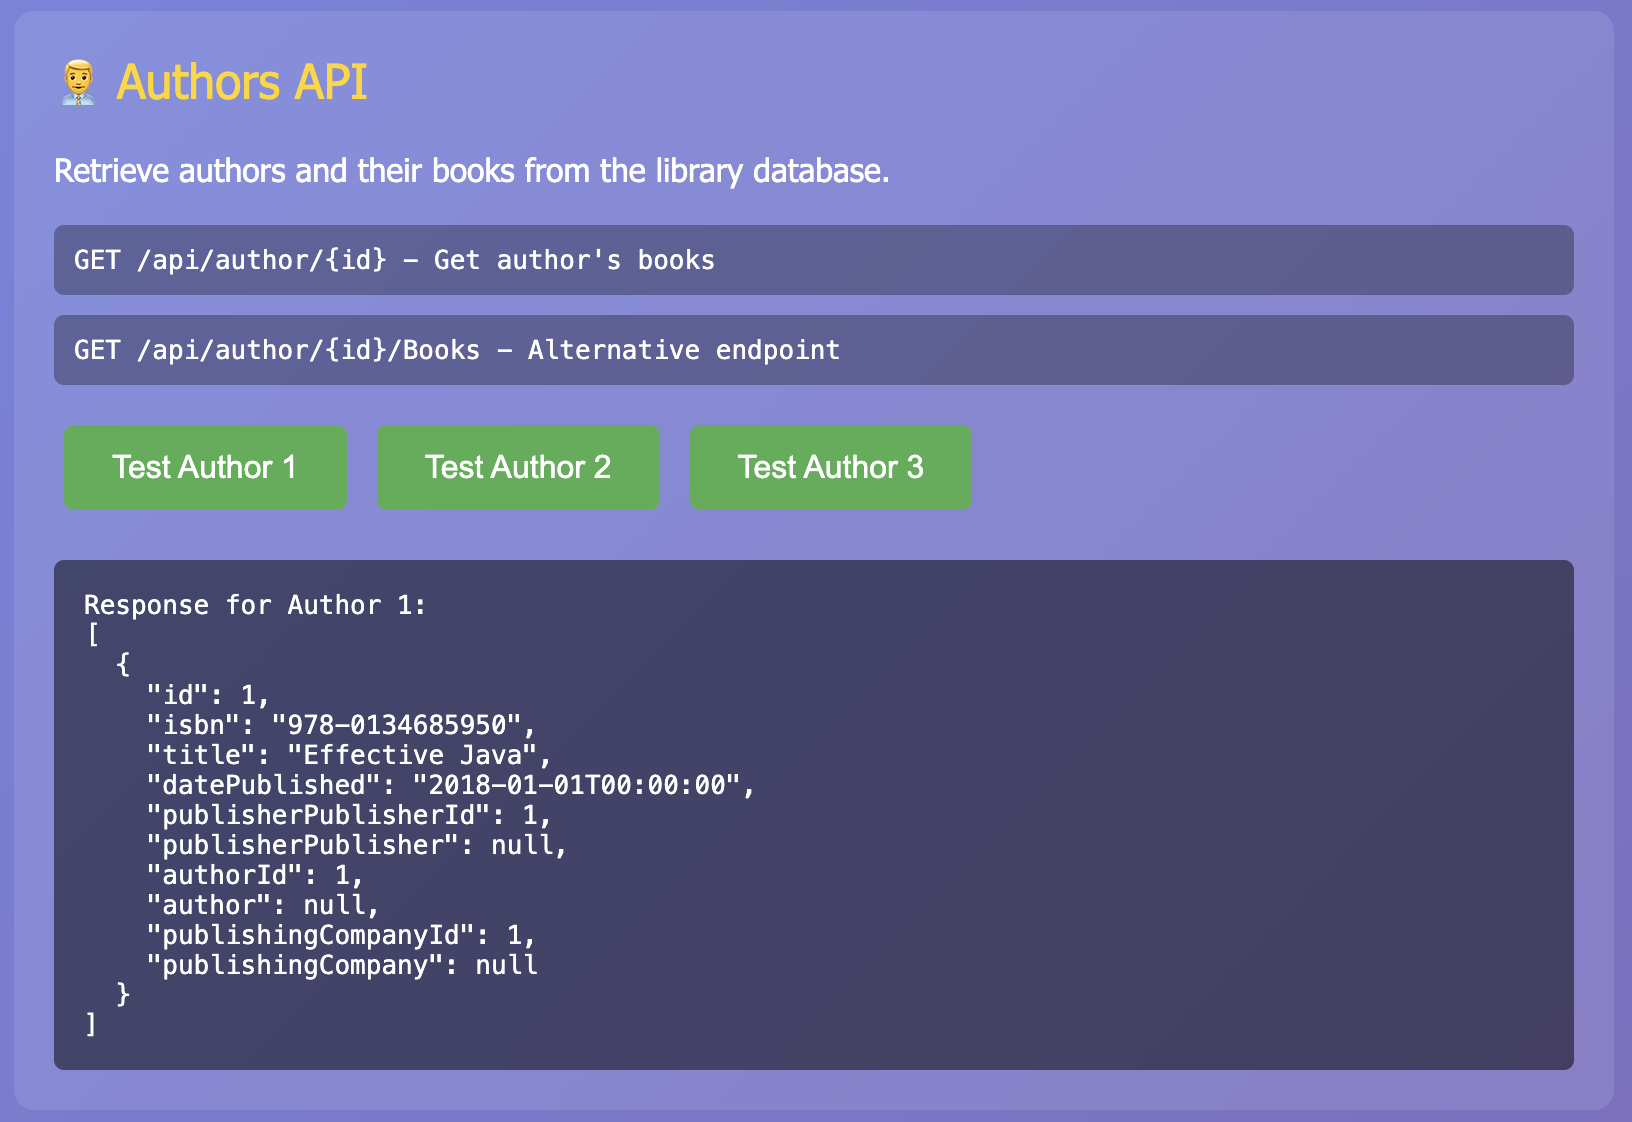 Authors API
Retrieve authors and their books from the library database.
GET /api/author/{id} – Get author's books
GET /api/author/{id}/Books – Alternative endpoint
Test Author 1
Test Author 2
Test Author 3
Response for Author 1:
[
  {
    "id": 1,
    "isbn": "978-0134685950",
    "title": "Effective Java",
    "datePublished": "2018-01-01T00:00:00",
    "publisherPublisherId": 1,
    "publisherPublisher": null,
    "authorId": 1,
    "author": null,
    "publishingCompanyId": 1,
    "publishingCompany": null
  }
]